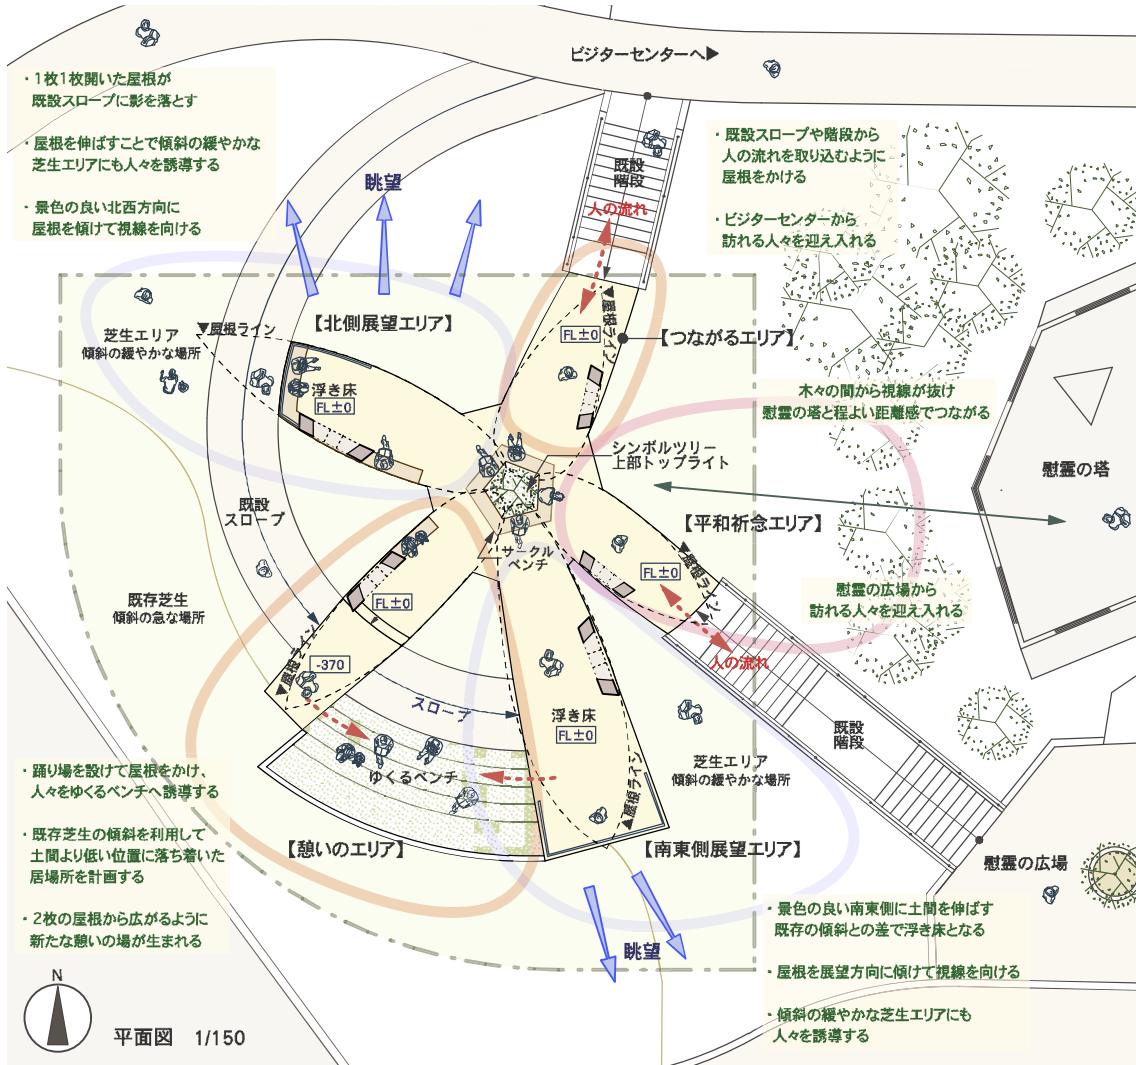 ビジターセンターへ▶
・1枚1枚開いた屋根が
既設スロープに影を落とす
・屋根を伸ばすことで傾斜の緩やかな
芝生エリアにも人々を誘導する
・景色の良い北西方向に
屋根を傾けて視線を向ける
眺望
既設
階段
人の流れ
・既設スロープや階段から
人の流れを取り込むように
屋根をかける
・ビジターセンターから
訪れる人々を迎え入れる
芝生エリア
傾斜の緩やかな場所
▼屋根ライン
【北側展望エリア】
▼屋根ライン
FL±0
【つながるエリア】
浮き床
FL±0
木々の間から視線が抜け
慰霊の塔と程よい距離感でつながる
シンボルツリー
上部トップライト
慰霊の塔
既設
スロープ
【平和祈念エリア】
サークル
ベンチ
▼屋根ライン
FL±0
慰霊の広場から
訪れる人々を迎え入れる
既存芝生
傾斜の急な場所
FL±0
人の流れ
▼屋根ライン
-370
スロープ
浮き床
FL±0
既設
階段
芝生エリア
傾斜の緩やかな場所
ゆくるベンチ
▼屋根ライン
・踊り場を設けて屋根をかけ、
人々をゆくるベンチへ誘導する
・既存芝生の傾斜を利用して
土間より低い位置に落ち着いた
居場所を計画する
・2枚の屋根から広がるように
新たな憩いの場が生まれる
【憩いのエリア】
【南東側展望エリア】
慰霊の広場
眺望
・景色の良い南東側に土間を伸ばす
既存の傾斜との差で浮き床となる
・屋根を展望方向に傾けて視線を向ける
・傾斜の緩やかな芝生エリアにも
人々を誘導する
N
平面図 1/150